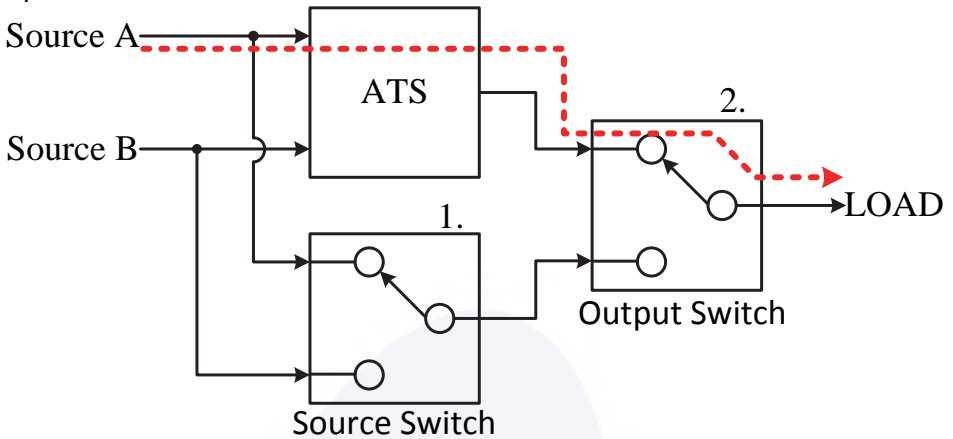 Source A
ATS
2.
Source B
LOAD
1.
Output Switch
Source Switch